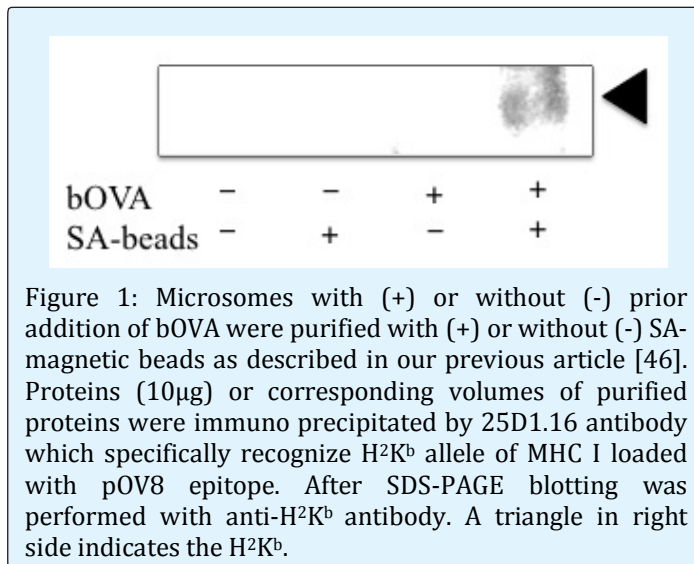 bOVA - - + +
SA-beads - + - +
Figure 1: Microsomes with (+) or without (-) prior
addition of bOVA were purified with (+) or without (-) SA-
magnetic beads as described in our previous article [46].
Proteins (10µg) or corresponding volumes of purified
proteins were immuno precipitated by 25D1.16 antibody
which specifically recognize H²Kᵇ allele of MHC I loaded
with pOV8 epitope. After SDS-PAGE blotting was
performed with anti-H²Kᵇ antibody. A triangle in right
side indicates the H²Kᵇ.